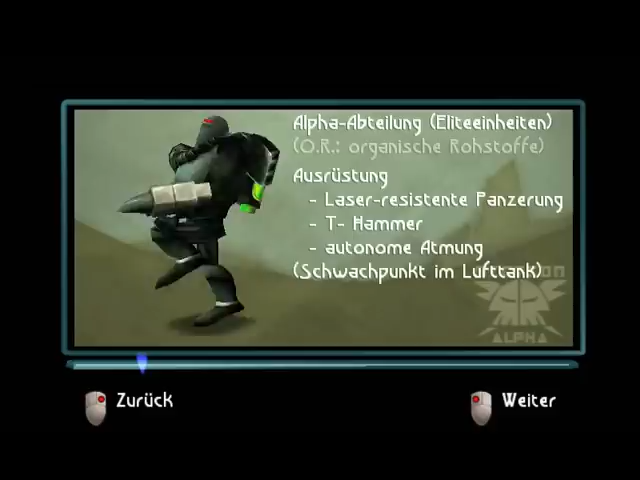 Alpha-Abteilung (Eliteeinheiten)
(O.R.: organische Rohstoffe)
Ausrüstung
- Laser-resistente Panzerung
- T- Hammer
- autonome Atmung
(Schwachpunkt im Lufttank)
ALPHA
Zurück
Weiter